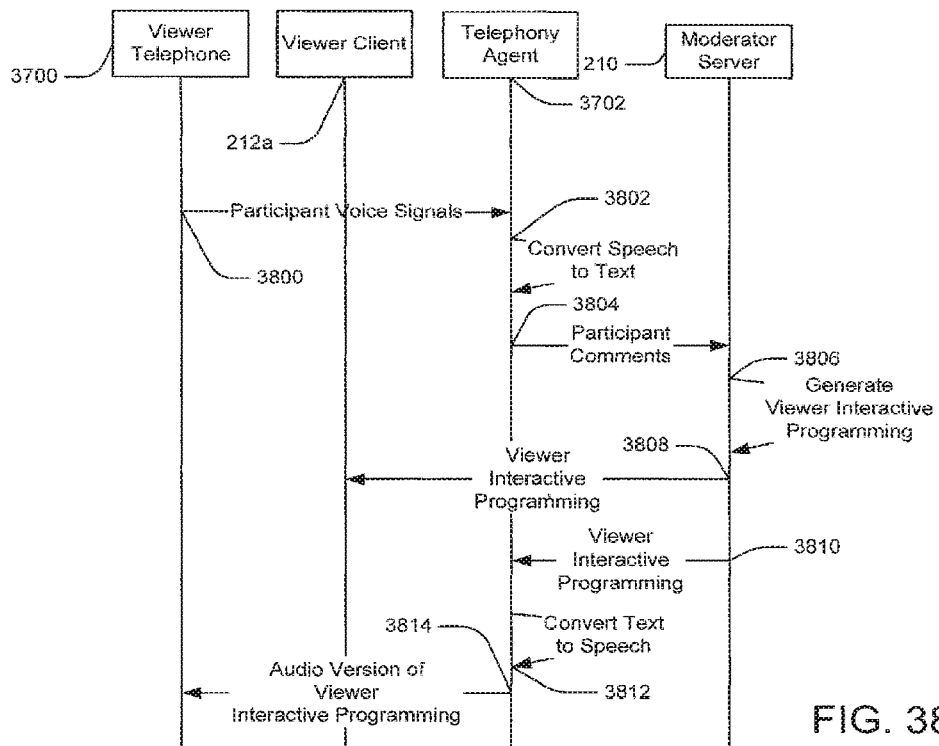 Viewer
Telephone
3700
Viewer Client
212a
Telephony
Agent
3702
210
Moderator
Server
Participant Voice Signals
3800
3802
Convert Speech
to Text
3804
Participant
Comments
3806
Generate
Viewer Interactive
Programming
3808
Viewer
Interactive
Programming
3810
Viewer
Interactive
Programming
Convert Text
to Speech
3812
3814
Audio Version of
Viewer
Interactive Programming
FIG. 38